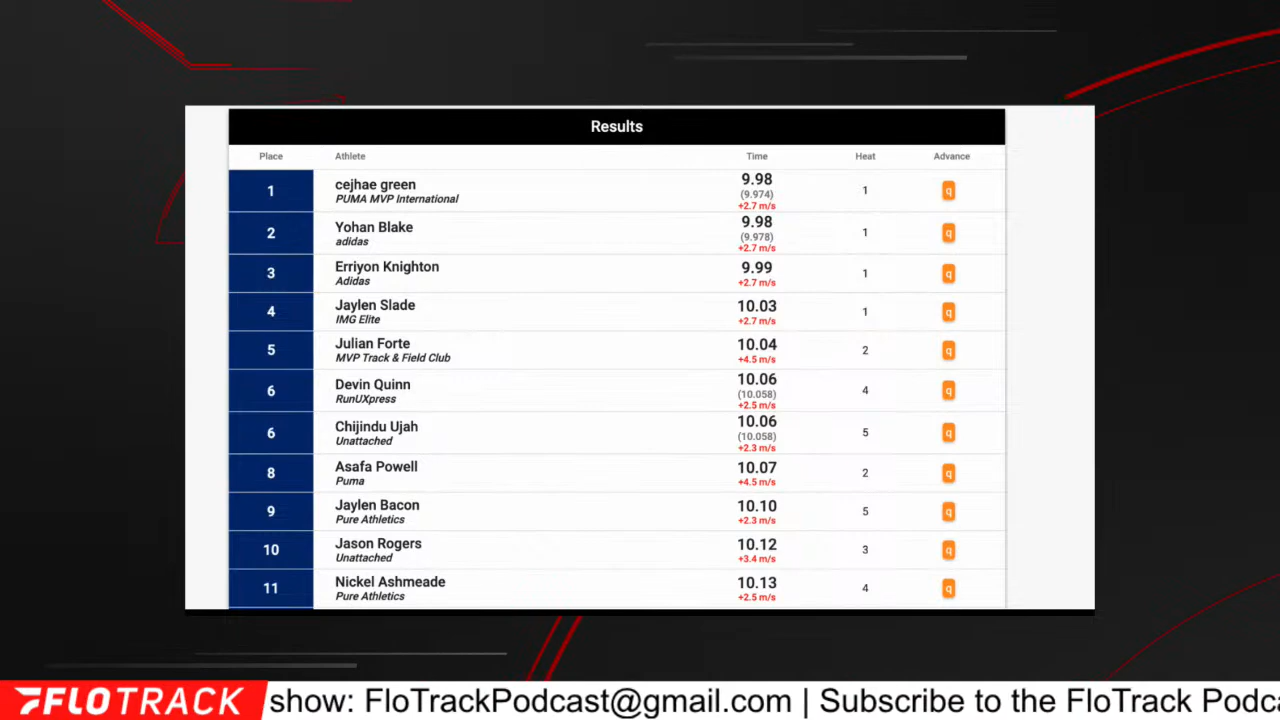 Results
Place Athlete Time Heat Advance
1 cejhae green 9.98 1 q
PUMA MVP International (9.974)
+2.7 m/s
2 Yohan Blake 9.98 1 q
adidas (9.978)
+2.7 m/s
3 Erriyon Knighton 9.99 1 q
Adidas +2.7 m/s
4 Jaylen Slade 10.03 1 q
IMG Elite +2.7 m/s
5 Julian Forte 10.04 2 q
MVP Track & Field Club +4.5 m/s
6 Devin Quinn 10.06 4 q
RunUXpress (10.058)
+2.5 m/s
6 Chijindu Ujah 10.06 5 q
Unattached (10.058)
+2.3 m/s
8 Asafa Powell 10.07 2 q
Puma +4.5 m/s
9 Jaylen Bacon 10.10 5 q
Pure Athletics +2.3 m/s
10 Jason Rogers 10.12 3 q
Unattached +3.4 m/s
11 Nickel Ashmeade 10.13 4 q
Pure Athletics +2.5 m/s
FLOTRACK show: FloTrackPodcast@gmail.com | Subscribe to the FloTrack Podc